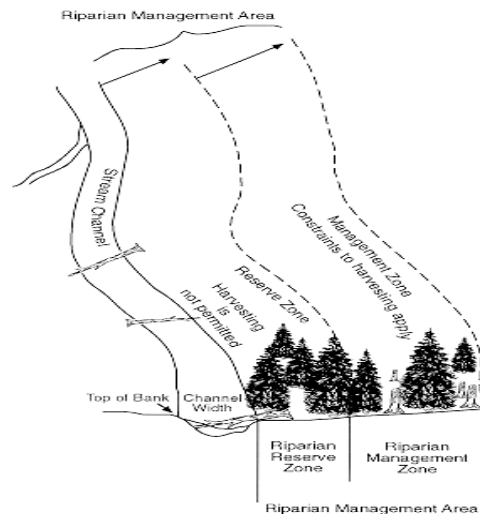 Riparian Management Area
Stream Channel
Reserve Zone
Harvesting
is
not permitted
Management Zone
Constraints to harvesting apply
Top of Bank
Channel
Width
Riparian
Reserve
Zone
Riparian
Management
Zone
Riparian Management Area